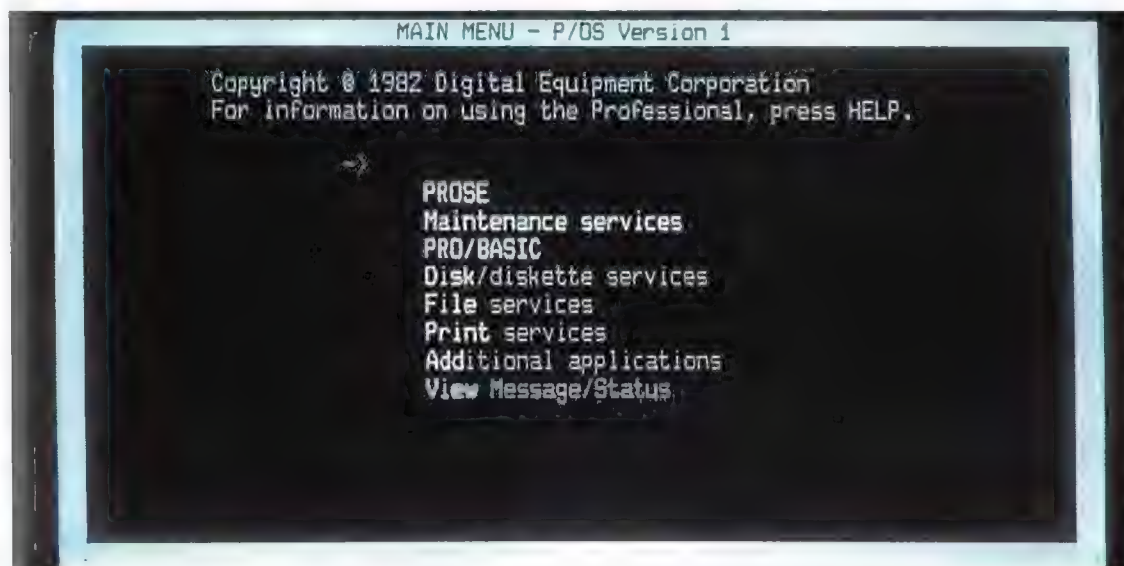 MAIN MENU - P/OS Version 1
Copyright © 1982 Digital Equipment Corporation
For information on using the Professional, press HELP.
PROSE
Maintenance services
PRO/BASIC
Disk/diskette services
File services
Print services
Additional applications
View Message/Status